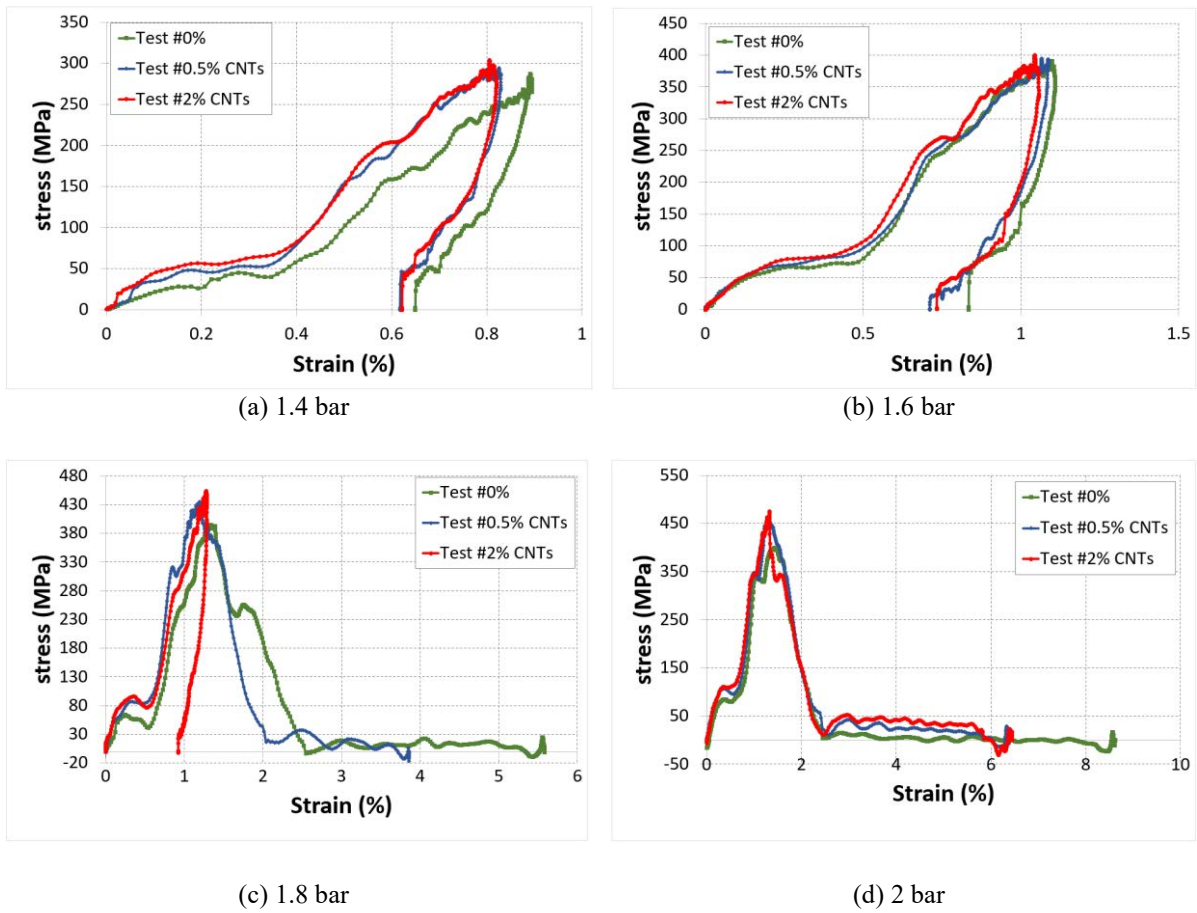 350
300
250
200
150
100
50
0
stress (MPa)
Test #0%
Test #0.5% CNTs
Test #2% CNTs
0 0.2 0.4 0.6 0.8 1
Strain (%)
(a) 1.4 bar
450
400
350
300
250
200
150
100
50
0
stress (MPa)
Test #0%
Test #0.5% CNTs
Test #2% CNTs
0 0.5 1 1.5
Strain (%)
(b) 1.6 bar
480
430
380
330
280
230
180
130
80
30
-20
stress (MPa)
Test #0%
Test #0.5% CNTs
Test #2% CNTs
0 1 2 3 4 5 6
Strain (%)
(c) 1.8 bar
550
450
350
250
150
50
-50
stress (MPa)
Test #0%
Test #0.5% CNTs
Test #2% CNTs
0 2 4 6 8 10
Strain (%)
(d) 2 bar